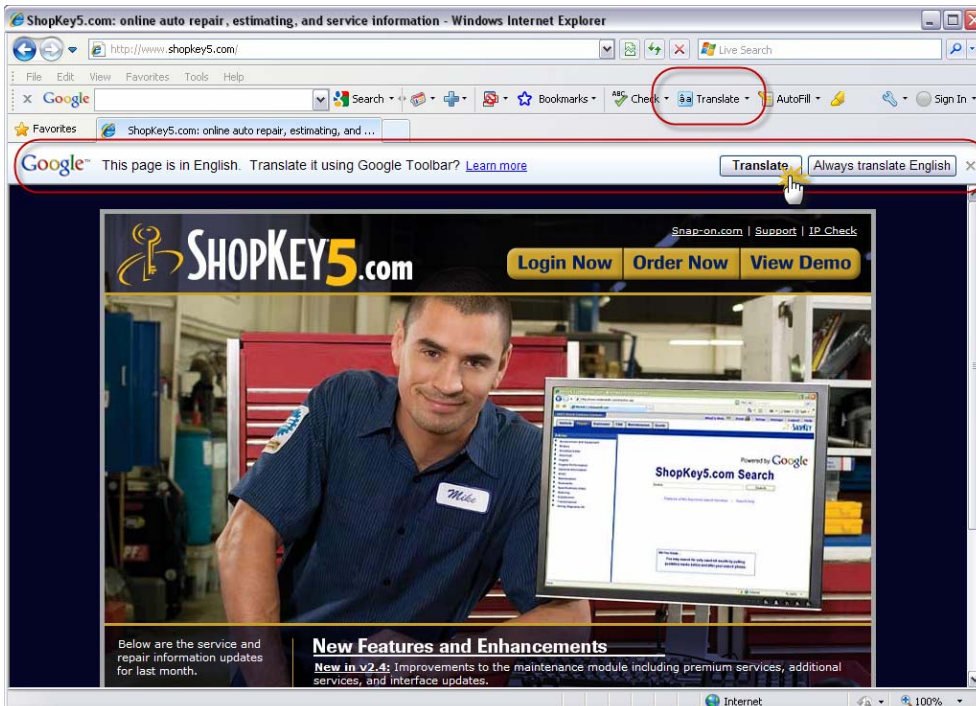 ShopKey5.com: online auto repair, estimating, and service information - Windows Internet Explorer
http://www.shopkey5.com/
Live Search
File Edit View Favorites Tools Help
x Google Search Bookmarks Check Translate AutoFill Sign In
Favorites ShopKey5.com: online auto repair, estimating, and ...
Google™ This page is in English. Translate it using Google Toolbar? Learn more Translate Always translate English
Snap-on.com | Support | IP Check
SHOPKEY5.com
Login Now Order Now View Demo
Mike
Powered by Google
ShopKey5.com Search
Below are the service and
repair information updates
for last month.
New Features and Enhancements
New in v2.4: Improvements to the maintenance module including premium services, additional
services, and interface updates.
Internet 100%